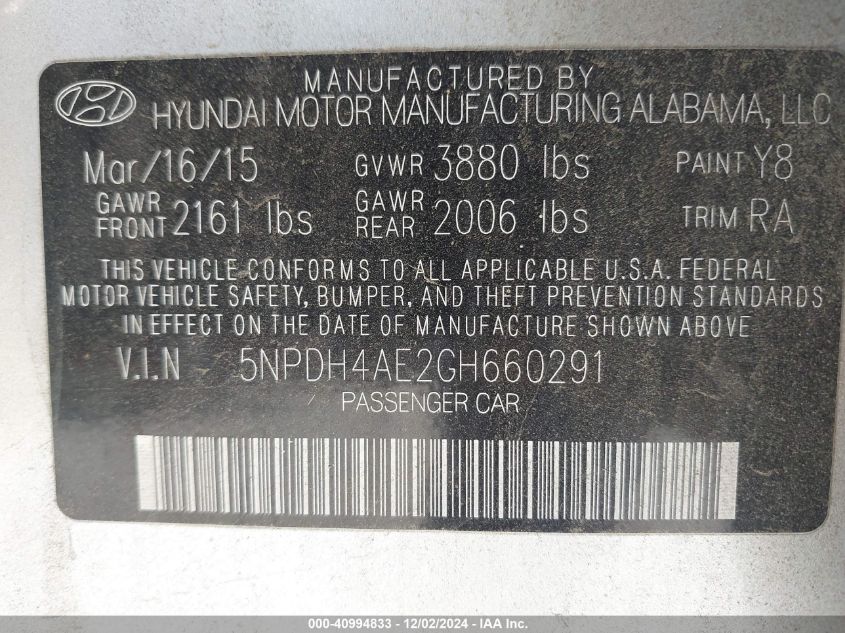 MANUFACTURED BY
HYUNDAI MOTOR MANUFACTURING ALABAMA, LLC
Mar/16/15 GVWR 3880 lbs PAINT Y8
GAWR FRONT 2161 lbs GAWR REAR 2006 lbs TRIM RA
THIS VEHICLE CONFORMS TO ALL APPLICABLE U.S.A. FEDERAL
MOTOR VEHICLE SAFETY, BUMPER, AND THEFT PREVENTION STANDARDS
IN EFFECT ON THE DATE OF MANUFACTURE SHOWN ABOVE.
V.I.N 5NPDH4AE2GH660291
PASSENGER CAR
000-40994833 - 12/02/2024 - IAA Inc.